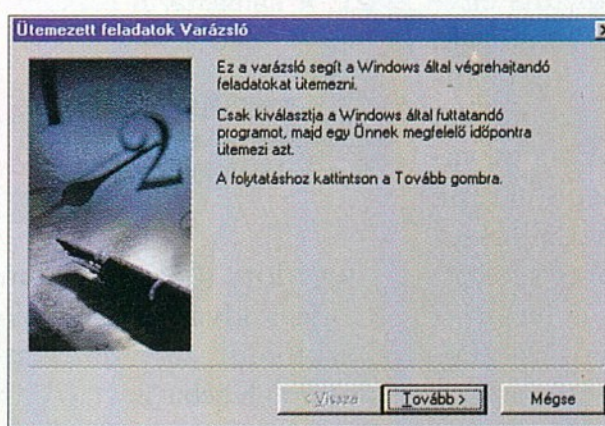 Ütemezett feladatok Varázsló
Ez a varázsló segít a Windows által végrehajtandó
feladatokat ütemezni.
Csak kiválasztja a Windows által futtatandó
programot, majd egy Önnek megfelelő időpontra
ütemezi azt.
A folytatáshoz kattintson a Tovább gombra.
2
< Vissza Tovább > Mégse